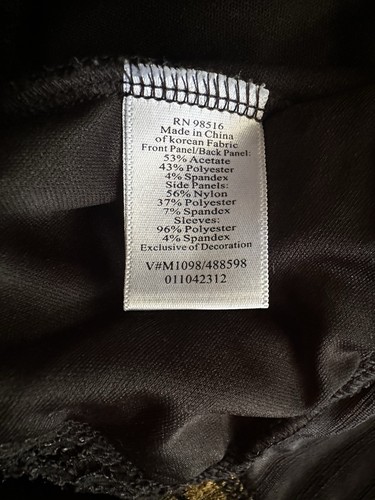 RN 98516
Made in China
of korean Fabric
Front Panel/Back Panel:
53% Acetate
43% Polyester
4% Spandex
Side Panels:
56% Nylon
37% Polyester
7% Spandex
Sleeves:
96% Polyester
4% Spandex
Exclusive of Decoration
V#M1098/488598
011042312